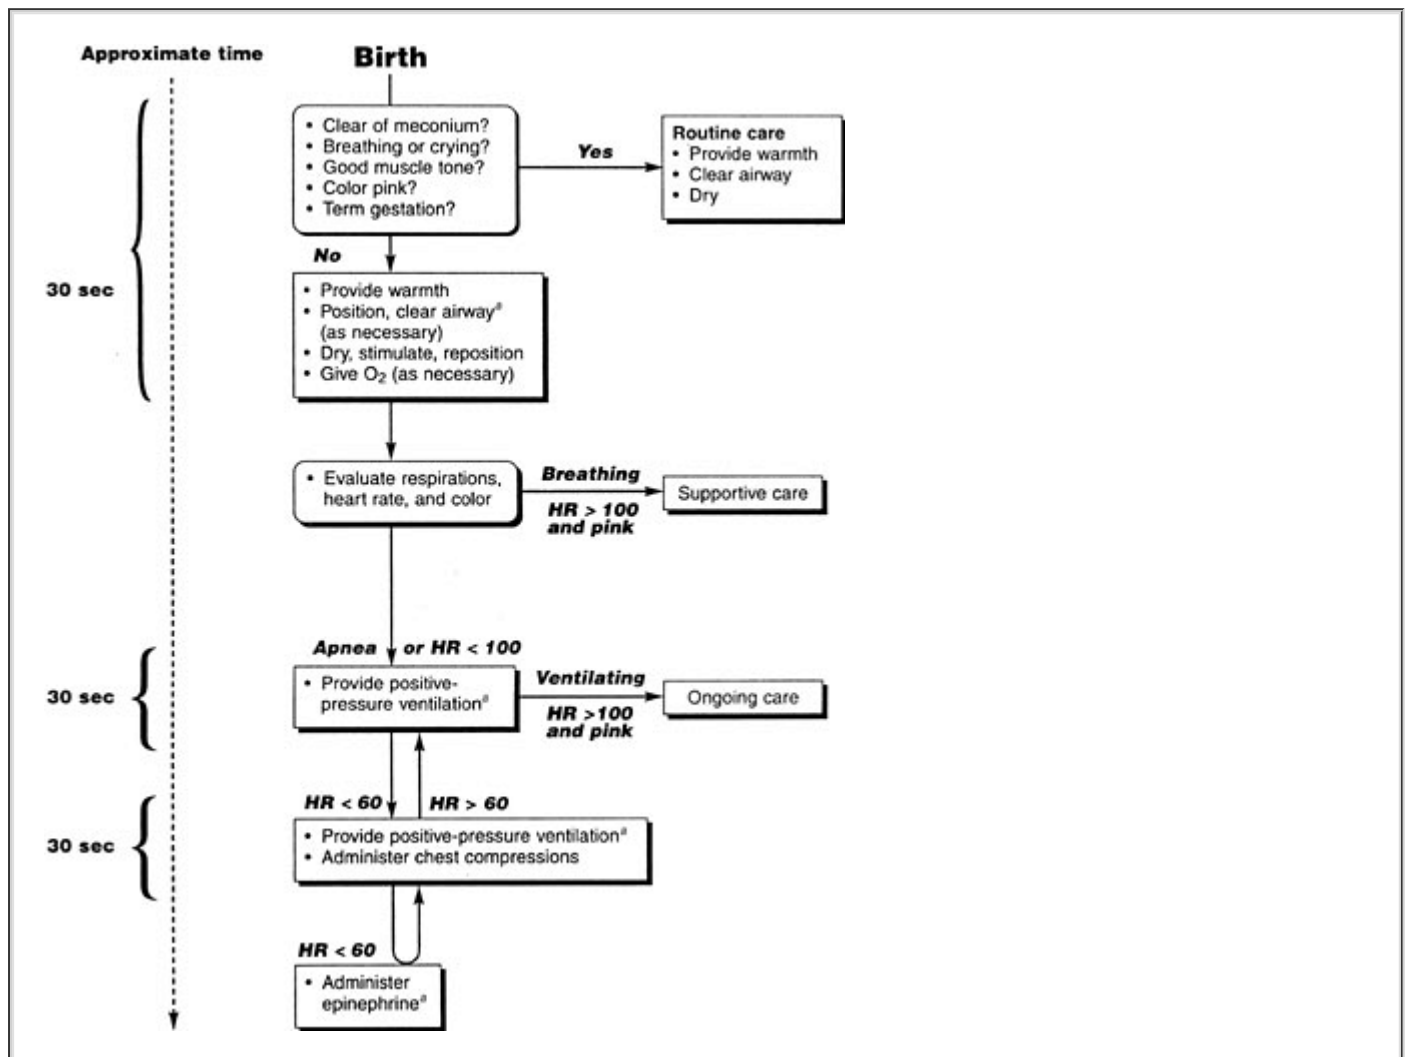 Approximate time
Birth
• Clear of meconium?
• Breathing or crying?
• Good muscle tone?
• Color pink?
• Term gestation?
Yes
Routine care
• Provide warmth
• Clear airway
• Dry
No
30 sec
• Provide warmth
• Position, clear airwayᵃ
(as necessary)
• Dry, stimulate, reposition
• Give O₂ (as necessary)
• Evaluate respirations,
heart rate, and color
Breathing
HR > 100
and pink
Supportive care
Apnea or HR < 100
30 sec
• Provide positive-
pressure ventilationᵃ
Ventilating
HR >100
and pink
Ongoing care
HR < 60
HR > 60
30 sec
• Provide positive-pressure ventilationᵃ
• Administer chest compressions
HR < 60
• Administer
epinephrineᵃ